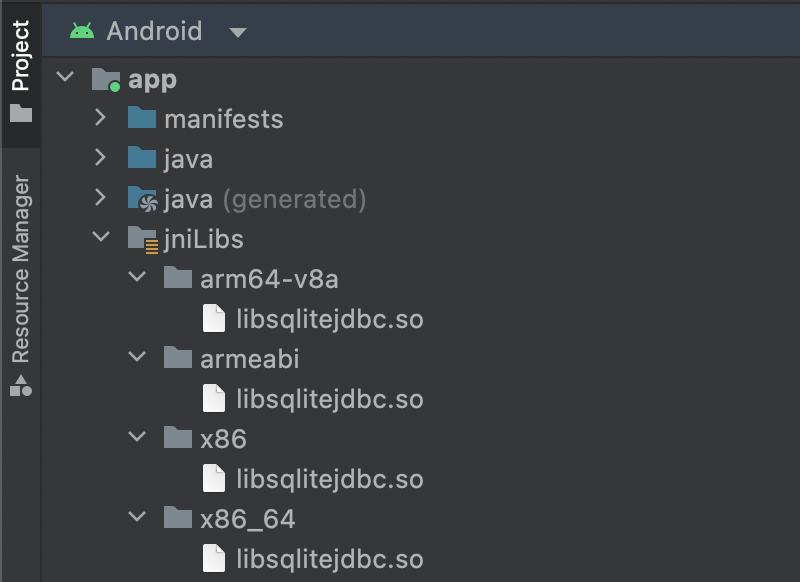 Project
Resource Manager
Android
app
manifests
java
java (generated)
jniLibs
arm64-v8a
libsqlitejdbc.so
armeabi
libsqlitejdbc.so
x86
libsqlitejdbc.so
x86_64
libsqlitejdbc.so